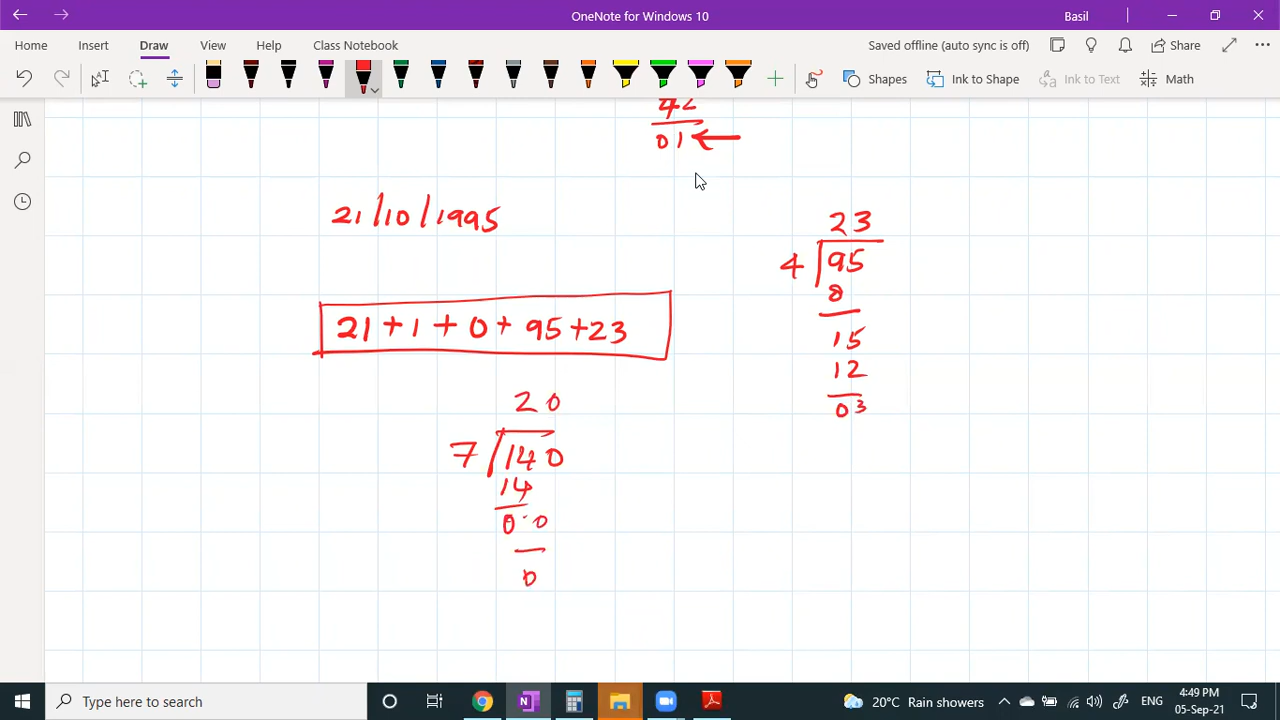 OneNote for Windows 10
Basil
Home Insert Draw View Help Class Notebook
Saved offline (auto sync is off)
Share
Shapes
Ink to Shape
Ink to Text
Math
42
01
21/10/1995
21+1+0+95+23
20
7 140
14
00
0
23
4 95
8
15
12
03
Type here to search
20°C Rain showers
ENG
4:49 PM
05-Sep-21